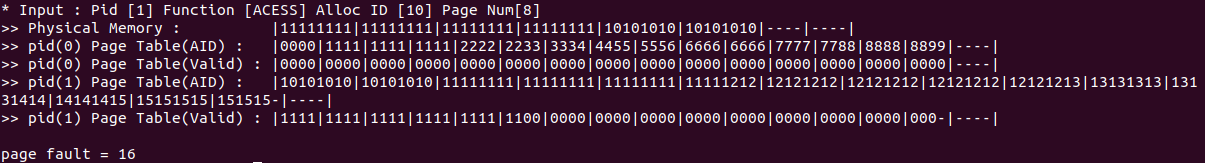 * Input : Pid [1] Function [ACESS] Alloc ID [10] Page Num[8]
>> Physical Memory :          |11111111|11111111|11111111|11111111|10101010|10101010|----|----|
>> pid(0) Page Table(AID) :   |0000|1111|1111|1111|2222|2233|3334|4455|5556|6666|6666|7777|7788|8888|8899|----|
>> pid(0) Page Table(Valid) : |0000|0000|0000|0000|0000|0000|0000|0000|0000|0000|0000|0000|0000|0000|0000|----|
>> pid(1) Page Table(AID) :   |10101010|10101010|11111111|11111111|11111111|11111212|12121212|12121212|12121212|12121213|13131313|131
31414|14141415|15151515|151515-|----|
>> pid(1) Page Table(Valid) : |1111|1111|1111|1111|1111|1100|0000|0000|0000|0000|0000|0000|0000|0000|000-|----|
page fault = 16